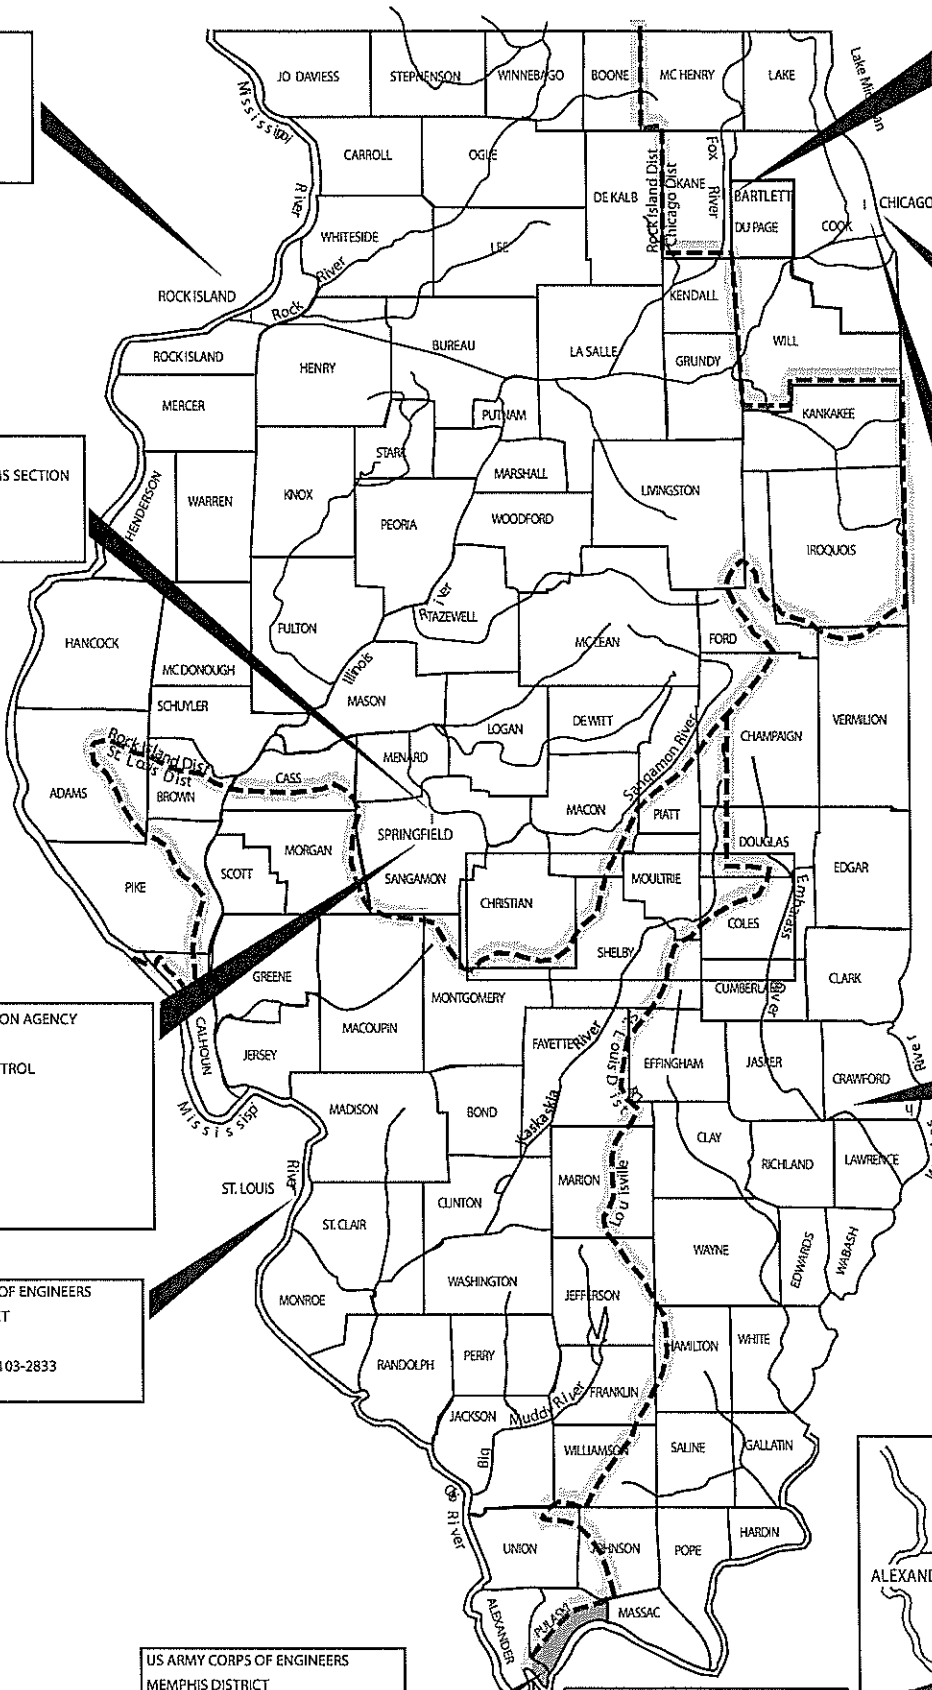 JO DAVIESS
STEPHENSON
WINNEBAGO
BOONE
MC HENRY
LAKE
Mississippi
River
CARROLL
OGLE
DE KALB
Rock Island Dist
Chicago Dist
KANE
Fox
River
BARTLETT
DU PAGE
COOK
CHICAGO
WHITESIDE
LEE
Rock
River
ROCK ISLAND
KENDALL
ROCK ISLAND
HENRY
BUREAU
LA SALLE
GRUNDY
WILL
MERCER
PUTNAM
KANKAKEE
STARK
MARSHALL
HENDERSON
WARREN
KNOX
PEORIA
WOODFORD
LIVINGSTON
IROQUOIS
S SECTION
River
TAZEWELL
FULTON
HANCOCK
MC DONOUGH
Illinois
MC LEAN
FORD
SCHUYLER
MASON
LOGAN
DE WITT
Sangamon River
CHAMPAIGN
VERMILION
Rock Island Dist
St. Louis Dist
MENARD
ADAMS
BROWN
CASS
MACON
PIATT
SPRINGFIELD
DOUGLAS
MORGAN
SCOTT
PIKE
SANGAMON
CHRISTIAN
MOULTRIE
EDGAR
COLES
Embarass
River
SHELBY
GREENE
MONTGOMERY
CUMBERLAND
CLARK
ON AGENCY
TROL
CALHOUN
JERSEY
MACOUPIN
FAYETTE
River
Kaskaskia
EFFINGHAM
JASPER
CRAWFORD
River
MADISON
BOND
CLAY
RICHLAND
LAWRENCE
ST. LOUIS
River
ST. CLAIR
CLINTON
MARION
Louisville
WAYNE
EDWARDS
WABASH
OF ENGINEERS
CT
103-2833
MONROE
WASHINGTON
JEFFERSON
RANDOLPH
PERRY
HAMILTON
WHITE
FRANKLIN
JACKSON
Big
Muddy River
WILLIAMSON
SALINE
GALLATIN
River
UNION
JOHNSON
POPE
HARDIN
ALEXAND
ALEXANDER
PULASKI
MASSAC
US ARMY CORPS OF ENGINEERS
MEMPHIS DISTRICT